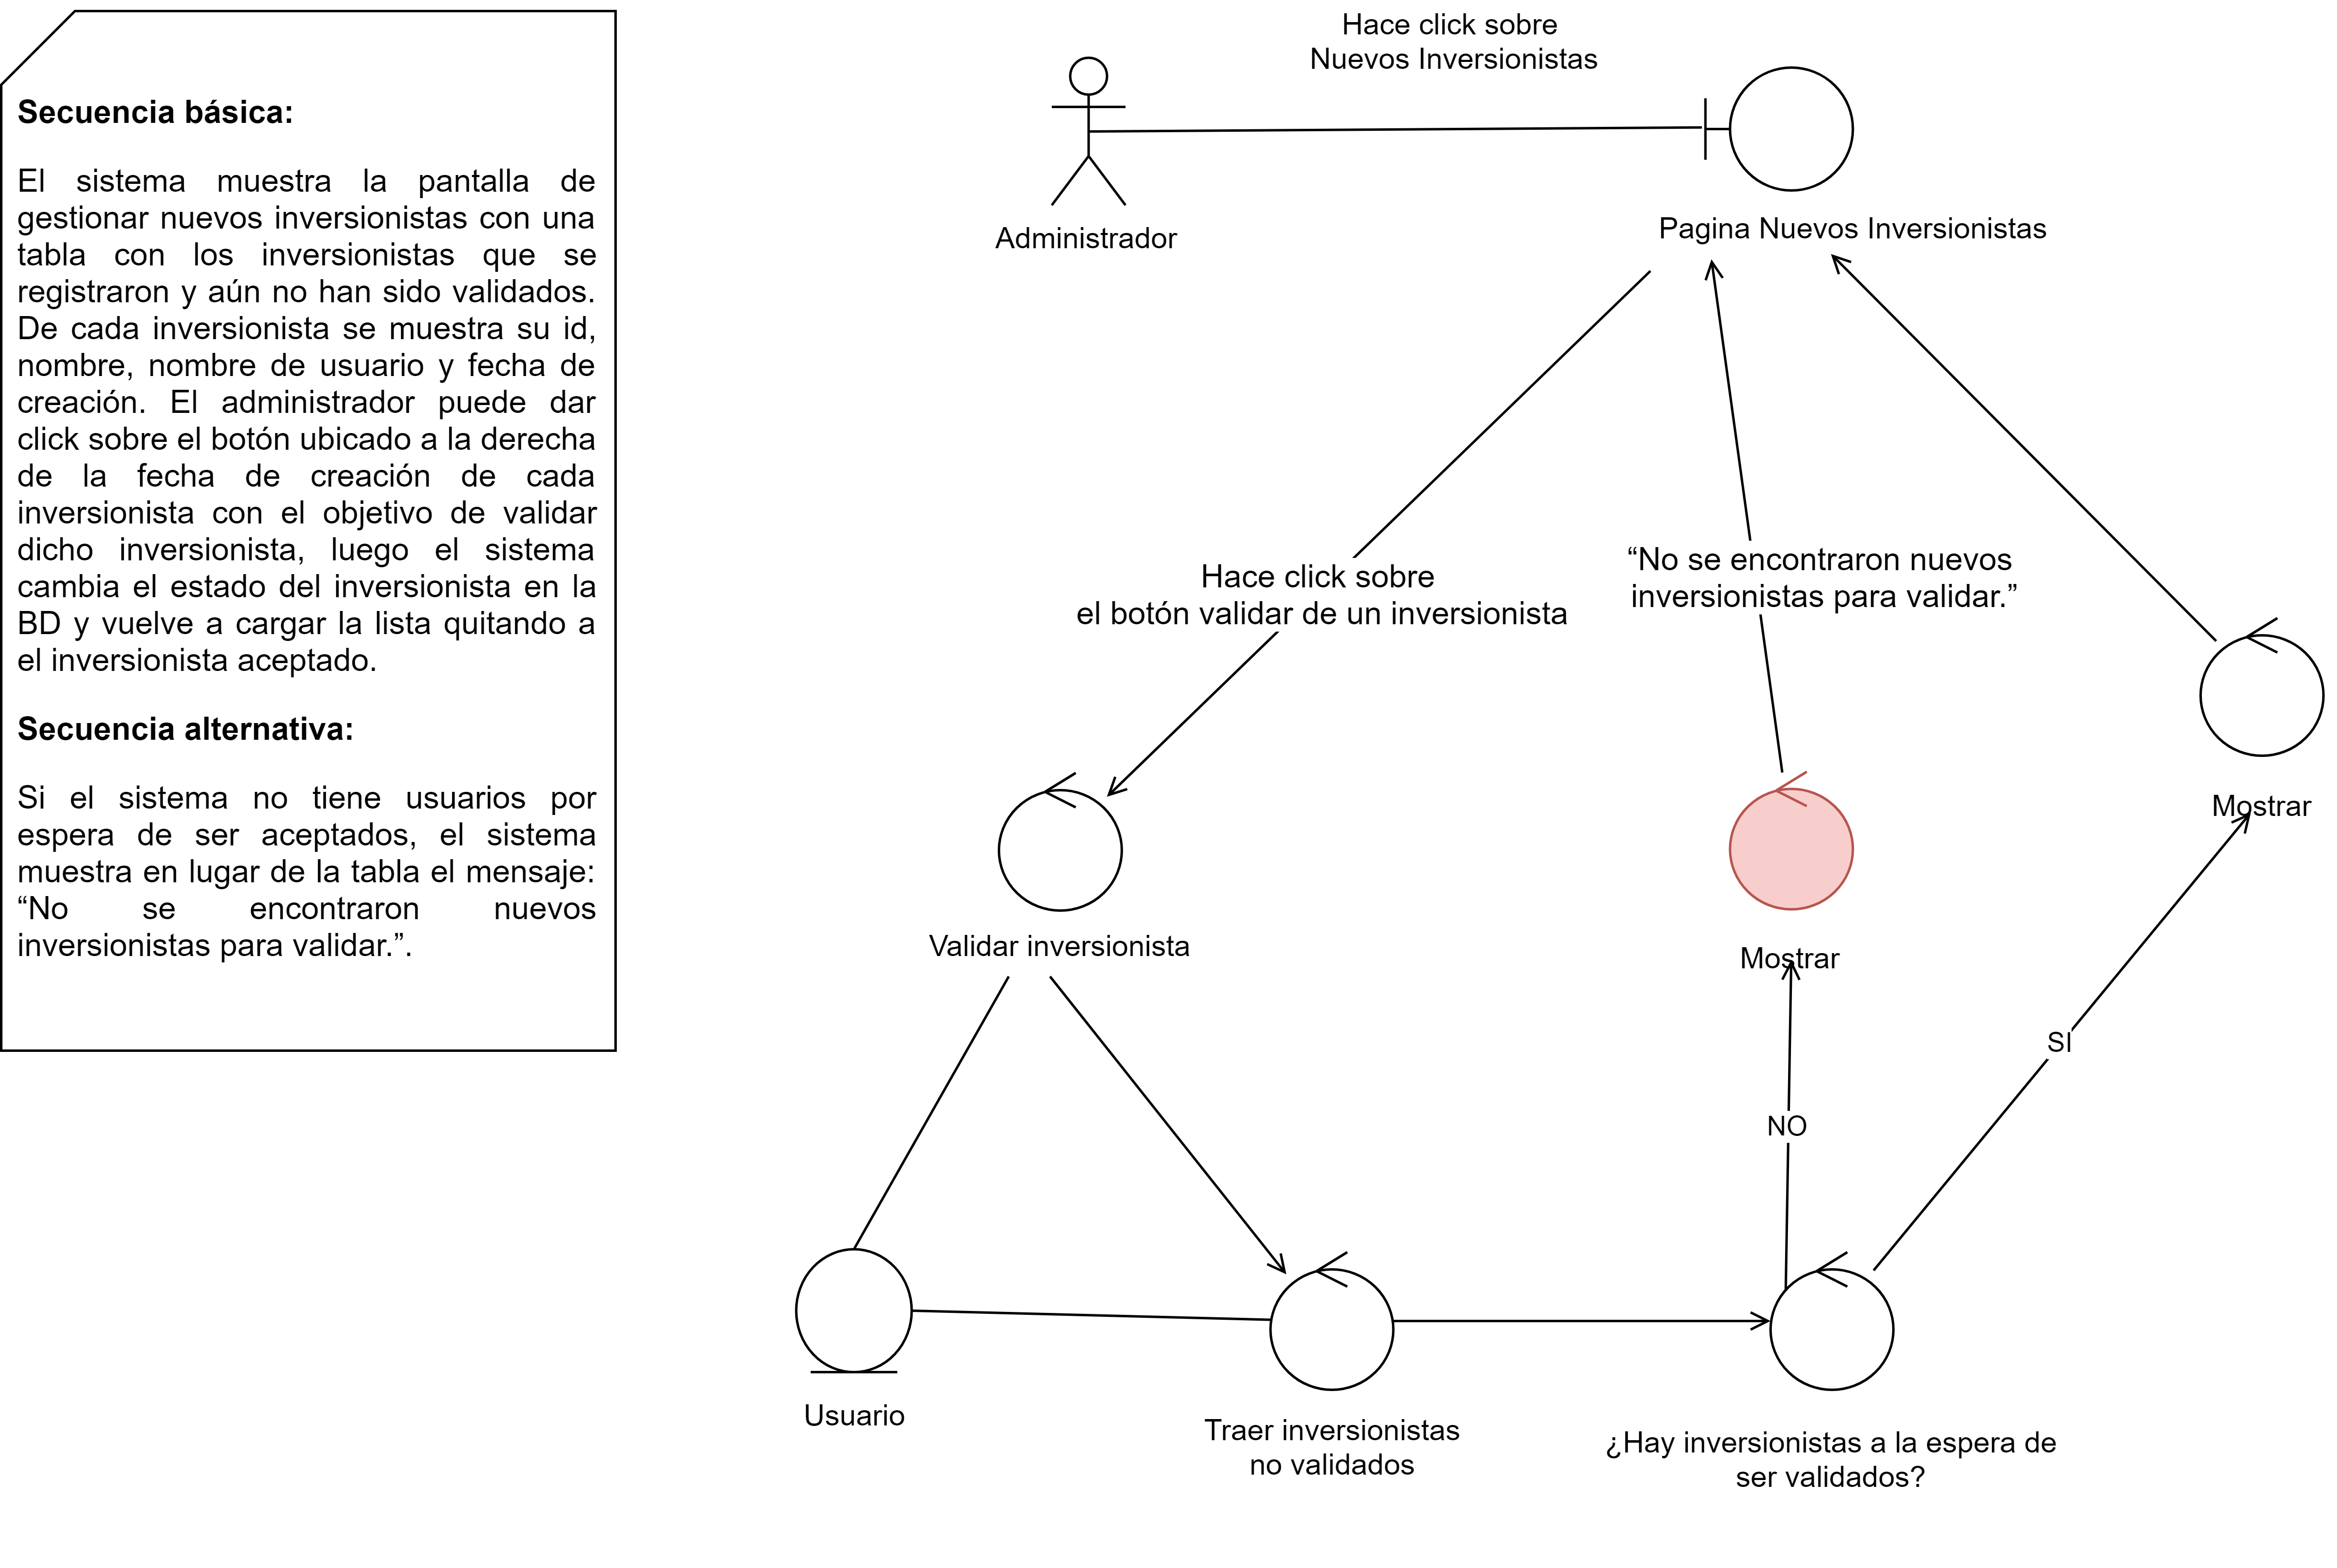 Secuencia básica:
El sistema muestra la pantalla de
gestionar nuevos inversionistas con una
tabla con los inversionistas que se
registraron y aún no han sido validados.
De cada inversionista se muestra su id,
nombre, nombre de usuario y fecha de
creación. El administrador puede dar
click sobre el botón ubicado a la derecha
de la fecha de creación de cada
inversionista con el objetivo de validar
dicho inversionista, luego el sistema
cambia el estado del inversionista en la
BD y vuelve a cargar la lista quitando a
el inversionista aceptado.
Secuencia alternativa:
Si el sistema no tiene usuarios por
espera de ser aceptados, el sistema
muestra en lugar de la tabla el mensaje:
“No se encontraron nuevos
inversionistas para validar.”.
Hace click sobre
Nuevos Inversionistas
Administrador
Pagina Nuevos Inversionistas
Hace click sobre
el botón validar de un inversionista
“No se encontraron nuevos
inversionistas para validar.”
Mostrar
Validar inversionista
Mostrar
SI
NO
Usuario
Traer inversionistas
no validados
¿Hay inversionistas a la espera de
ser validados?